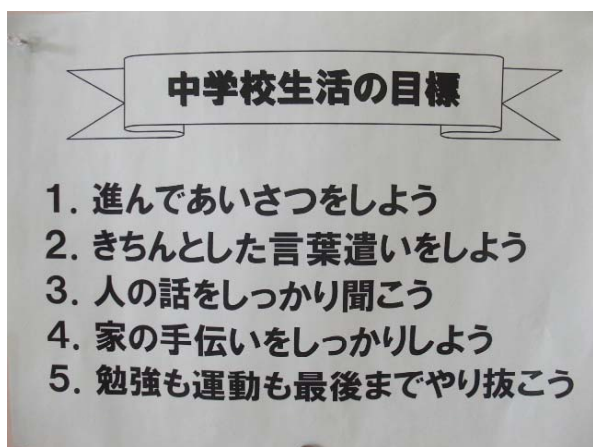 中学校生活の目標
1. 進んであいさつをしよう
2. きちんとした言葉遣いをしよう
3. 人の話をしっかり聞こう
4. 家の手伝いをしっかりしよう
5. 勉強も運動も最後までやり抜こう